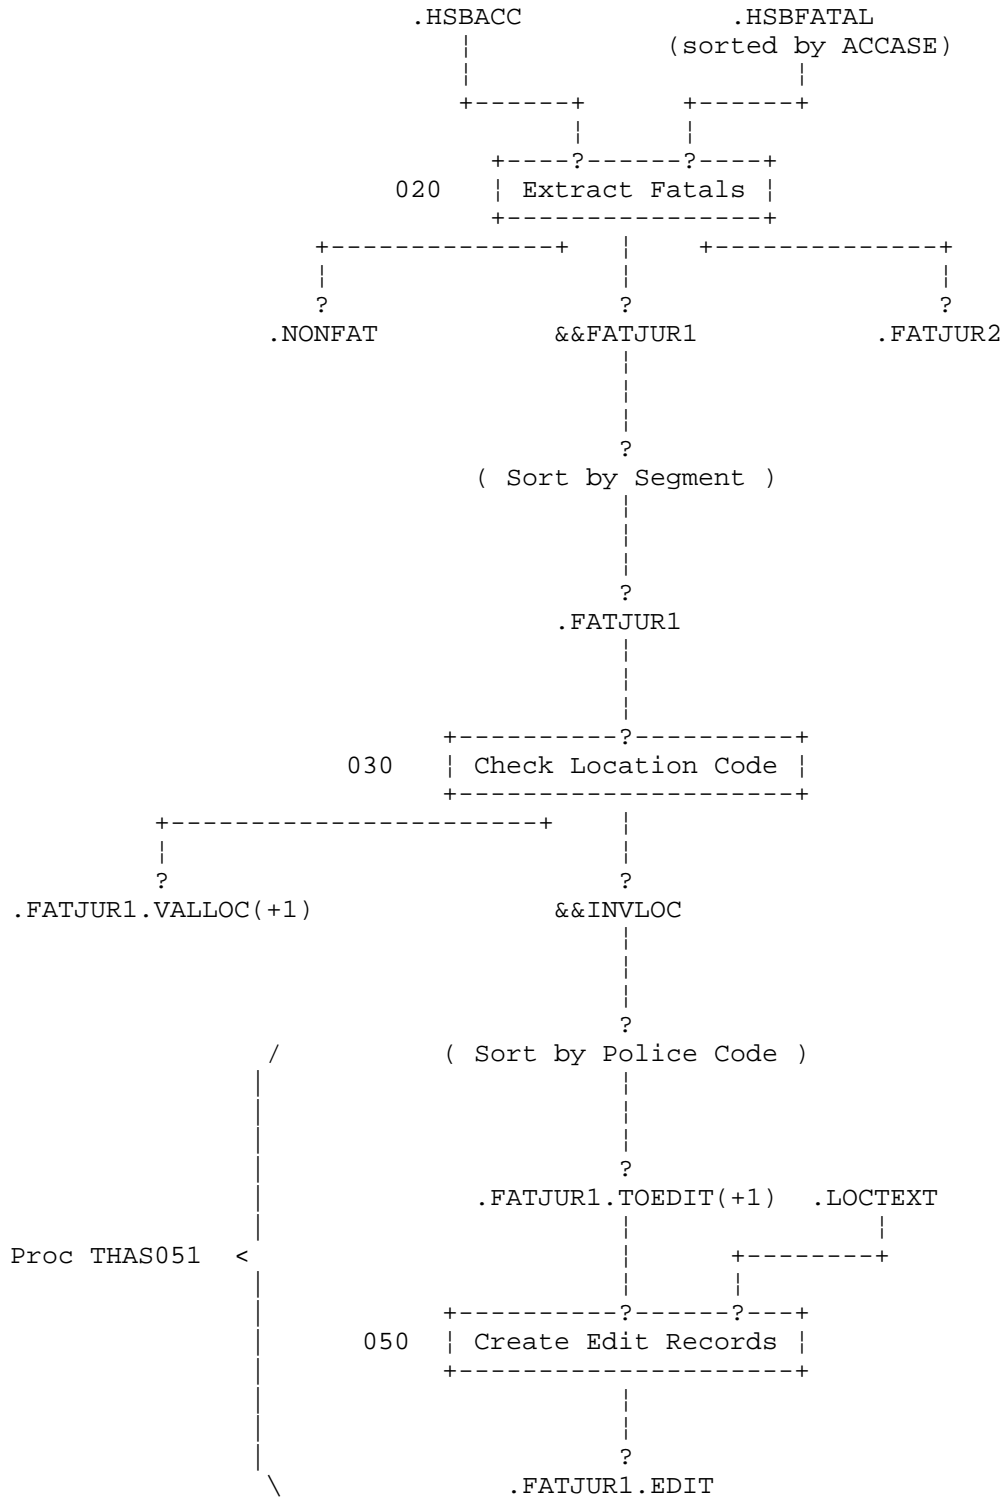 .HSBACC .HSBFATAL
(sorted by ACCASE)
020 Extract Fatals
.NONFAT &&FATJUR1 .FATJUR2
( Sort by Segment )
.FATJUR1
030 Check Location Code
.FATJUR1.VALLOC(+1) &&INVLOC
( Sort by Police Code )
.FATJUR1.TOEDIT(+1) .LOCTEXT
Proc THAS051 <
050 Create Edit Records
.FATJUR1.EDIT